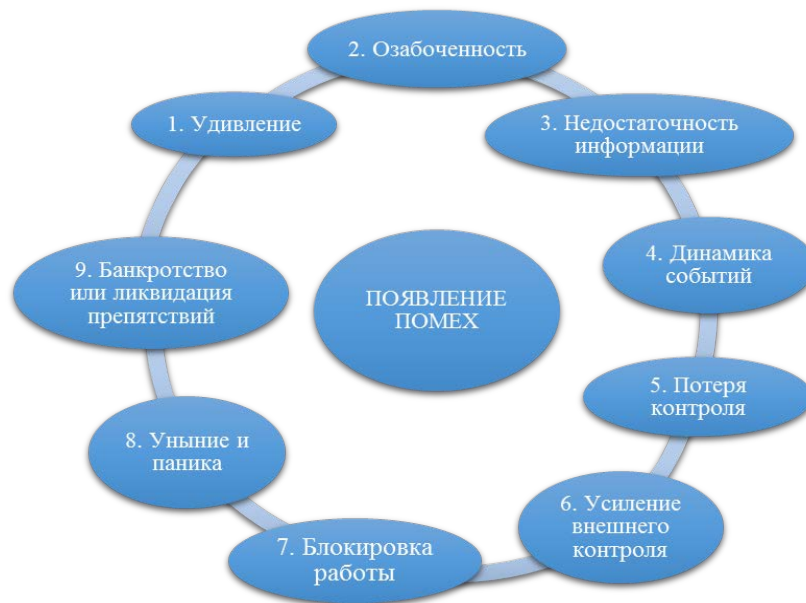 2. Озабоченность
1. Удивление
3. Недостаточность
информации
4. Динамика
событий
9. Банкротство
или ликвидация
препятствий
ПОЯВЛЕНИЕ
ПОМЕХ
5. Потеря
контроля
8. Уныние и
паника
6. Усиление
внешнего
контроля
7. Блокировка
работы